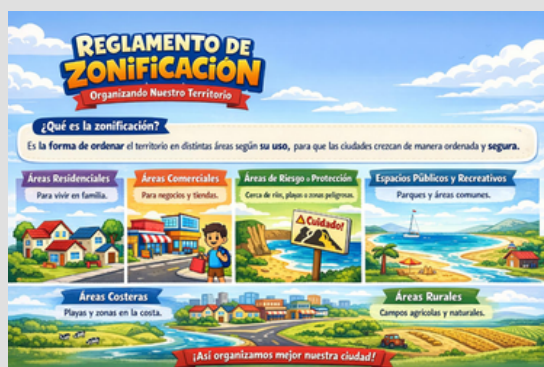 REGLAMENTO DE
ZONIFICACIÓN
Organizando Nuestro Territorio
¿Qué es la zonificación?
Es la forma de ordenar el territorio en distintas áreas según su uso, para que las ciudades crezcan de manera ordenada y segura.
Áreas Residenciales
Para vivir en familia.
Áreas Comerciales
Para negocios y tiendas.
Áreas de Riesgo o Protección
Cerca de ríos, playas o zonas peligrosas.
¡Cuidado!
Espacios Públicos y Recreativos
Parques y áreas comunes.
Áreas Costeras
Playas y zonas en la costa.
Áreas Rurales
Campos agrícolas y naturales.
¡Así organizamos mejor nuestra ciudad!